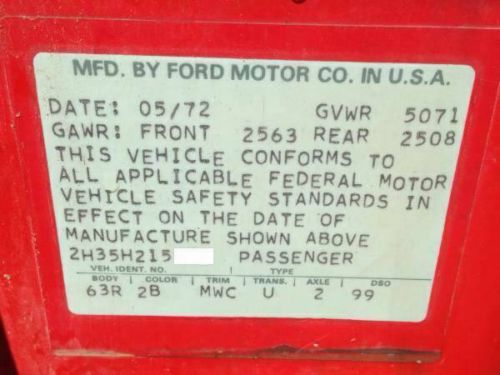 MFD. BY FORD MOTOR CO. IN U.S.A.
DATE: 05/72 GVWR 5071
GAWR: FRONT 2563 REAR 2508
THIS VEHICLE CONFORMS TO
ALL APPLICABLE FEDERAL MOTOR
VEHICLE SAFETY STANDARDS IN
EFFECT ON THE DATE OF
MANUFACTURE SHOWN ABOVE
2H35H215 PASSENGER
VEH. IDENT. NO. TYPE
BODY COLOR TRIM TRANS. AXLE DSO
63R 2B MWC U 2 99